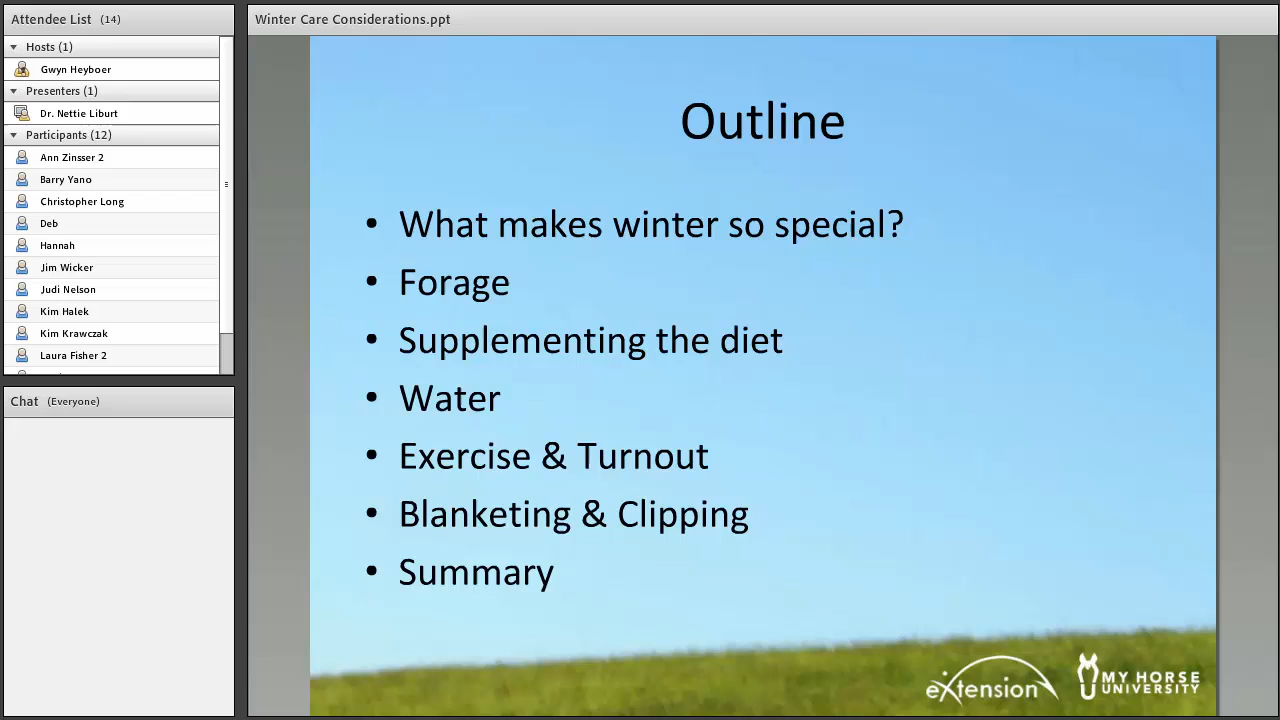 Attendee List (14)
Hosts (1)
Gwyn Heyboer
Presenters (1)
Dr. Nettie Liburt
Participants (12)
Ann Zinsser 2
Barry Yano
Christopher Long
Deb
Hannah
Jim Wicker
Judi Nelson
Kim Halek
Kim Krawczak
Laura Fisher 2
Chat (Everyone)
Winter Care Considerations.ppt
Outline
• What makes winter so special?
• Forage
• Supplementing the diet
• Water
• Exercise & Turnout
• Blanketing & Clipping
• Summary
eXtension
MY HORSE
UNIVERSITY